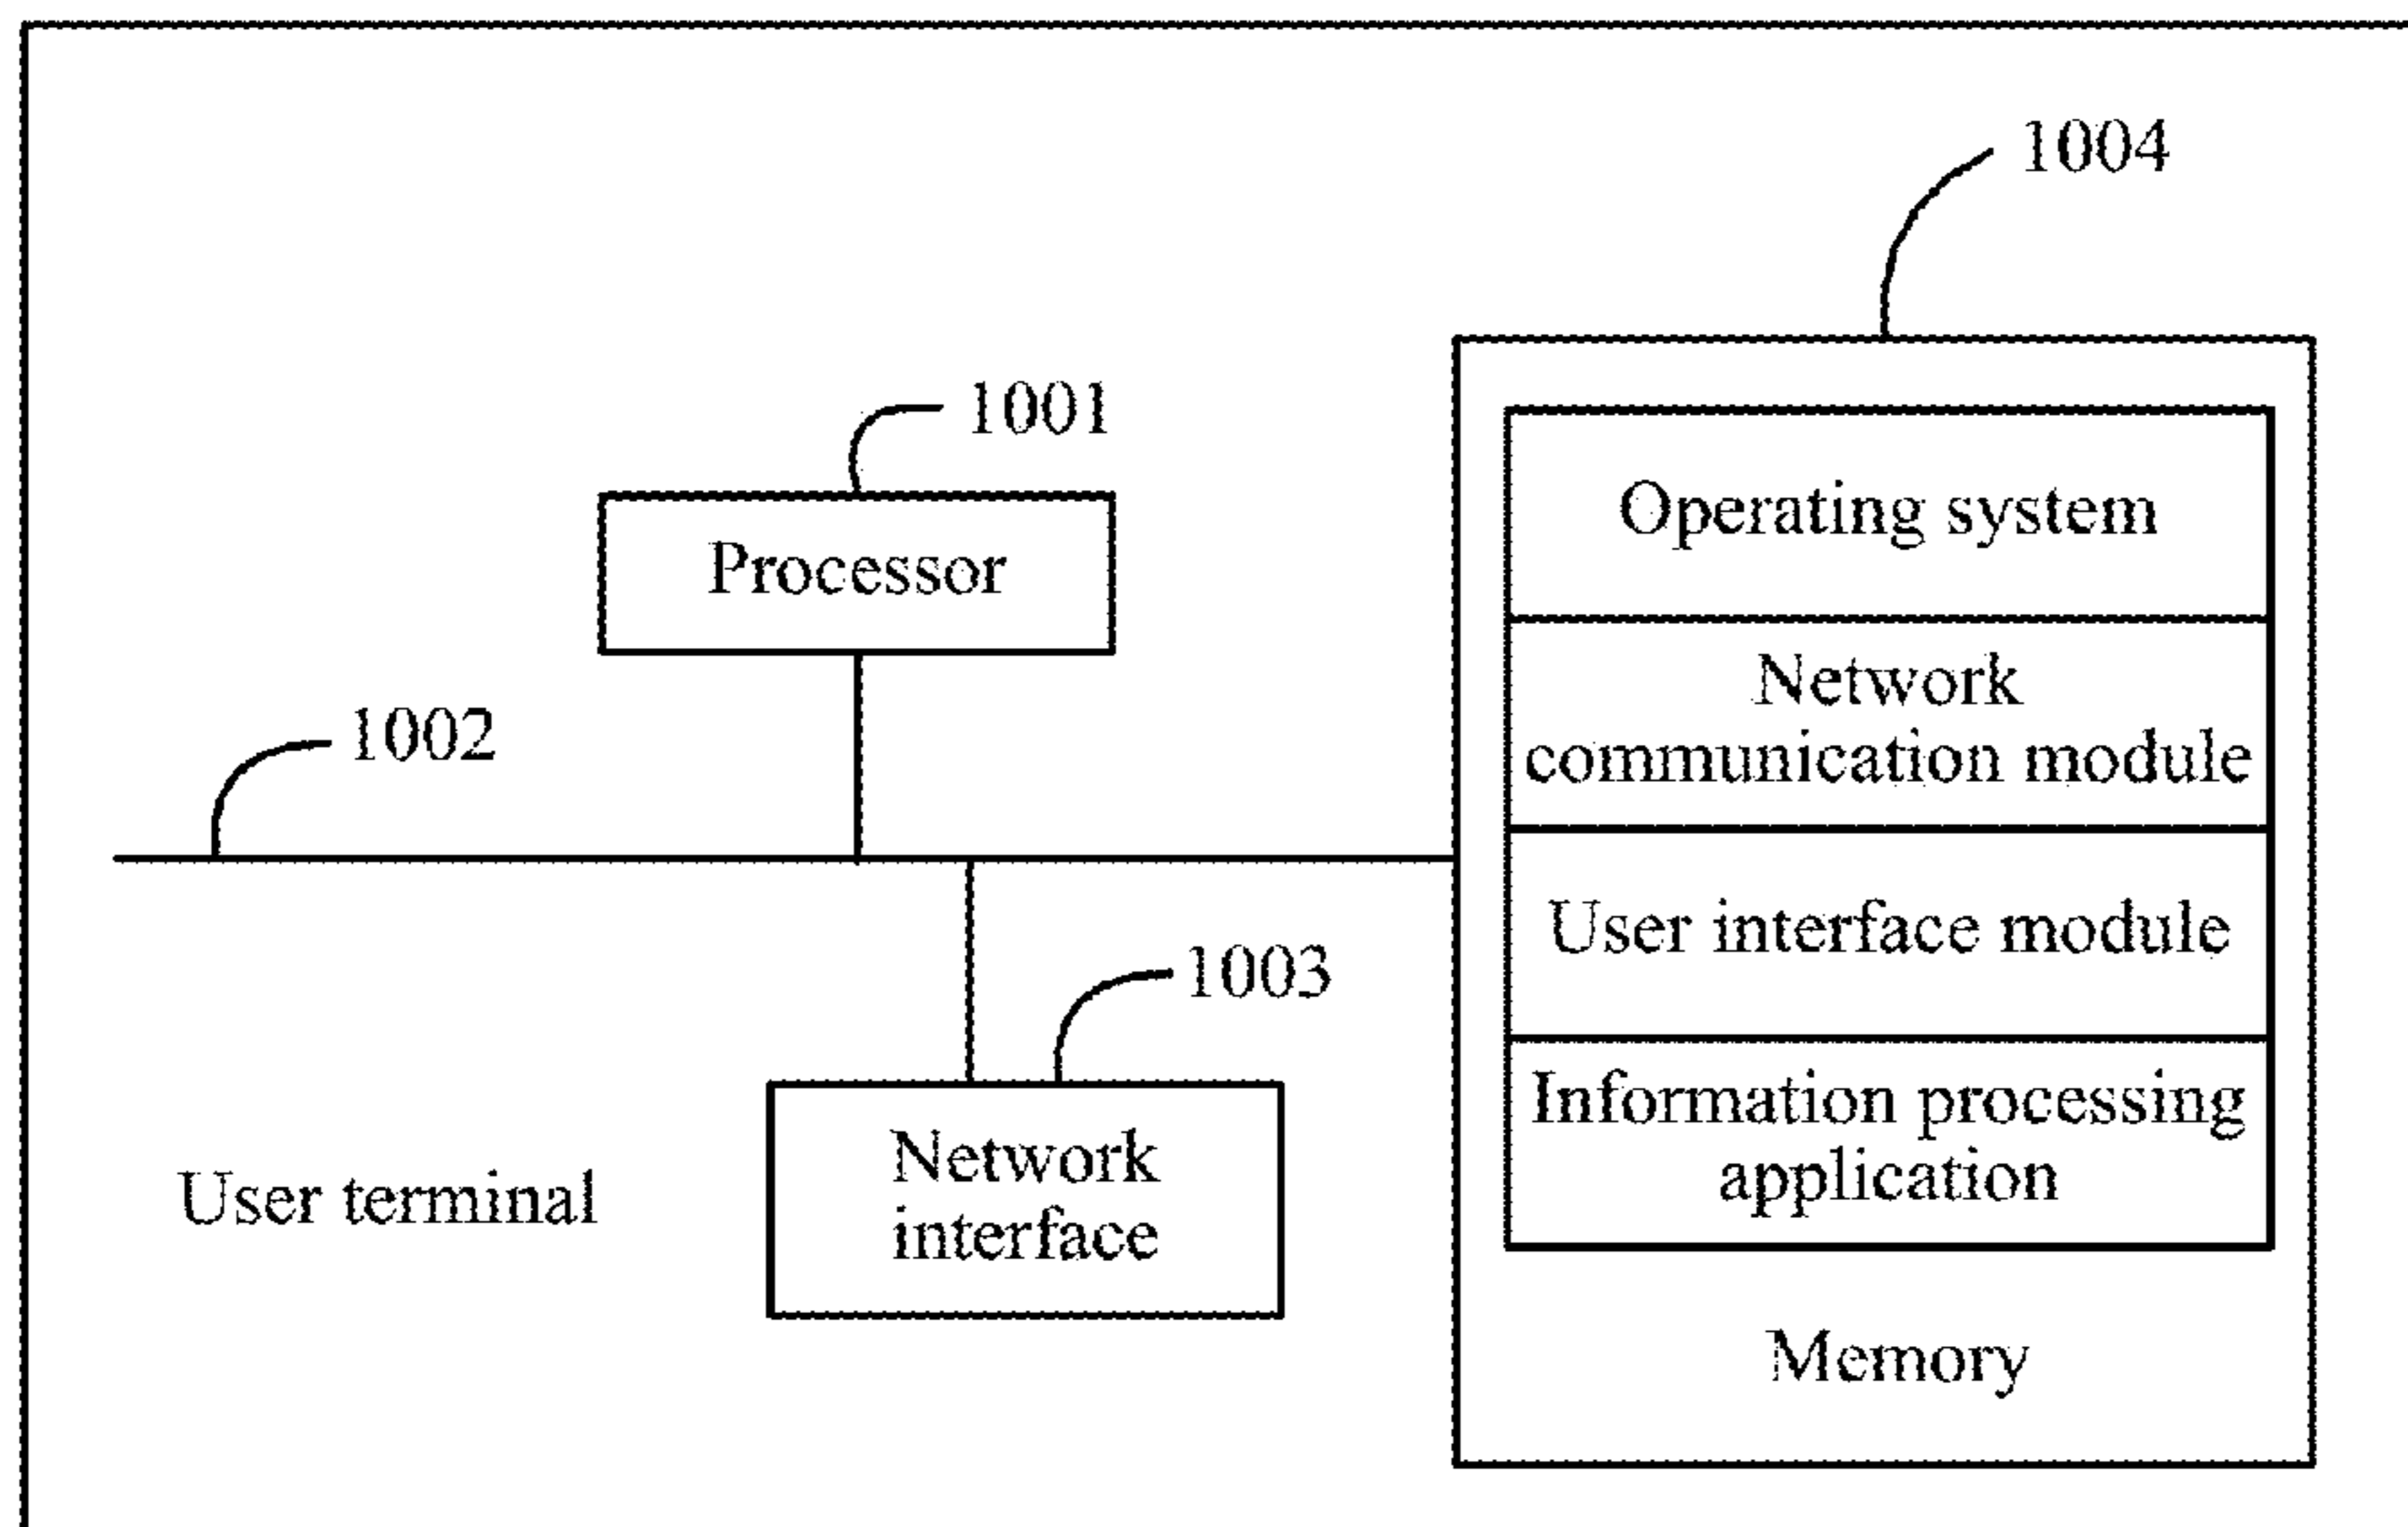 1004
1001
Processor
1002
1003
Network
interface
User terminal
Operating system
Network
communication module
User interface module
Information processing
application
Memory